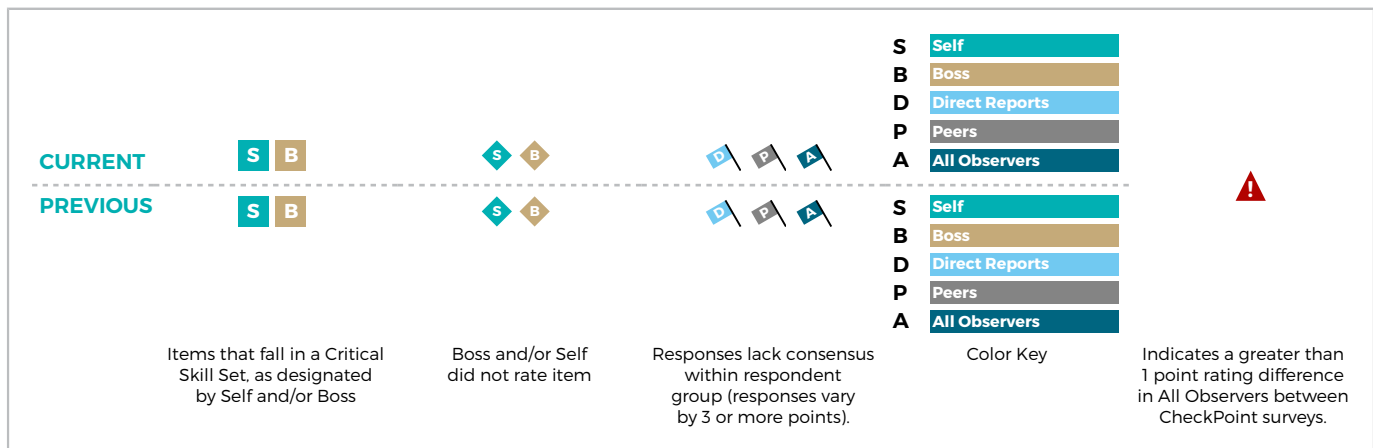 S Self
B Boss
D Direct Reports
P Peers
A All Observers
CURRENT
S B
S B
D P A
PREVIOUS
S B
S B
D P A
S Self
B Boss
D Direct Reports
P Peers
A All Observers
!
Items that fall in a Critical
Skill Set, as designated
by Self and/or Boss
Boss and/or Self
did not rate item
Responses lack consensus
within respondent
group (responses vary
by 3 or more points).
Color Key
Indicates a greater than
1 point rating difference
in All Observers between
CheckPoint surveys.